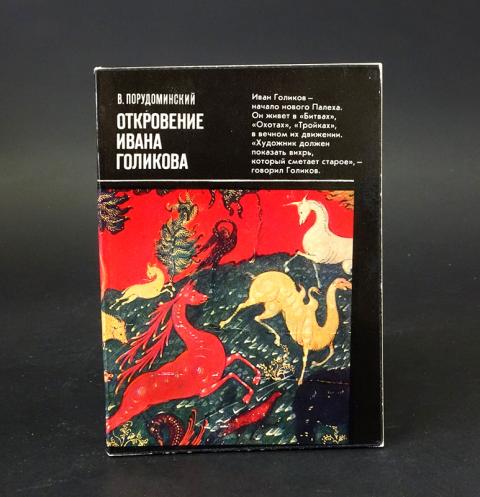 В. ПОРУДОМИНСКИЙ
ОТКРОВЕНИЕ
ИВАНА
ГОЛИКОВА
Иван Голиков —
начало нового Палеха.
Он живет в «Битвах»,
«Охотах», «Тройках»,
в вечном их движении.
«Художник должен
показать вихрь,
который сметает старое», —
говорил Голиков.